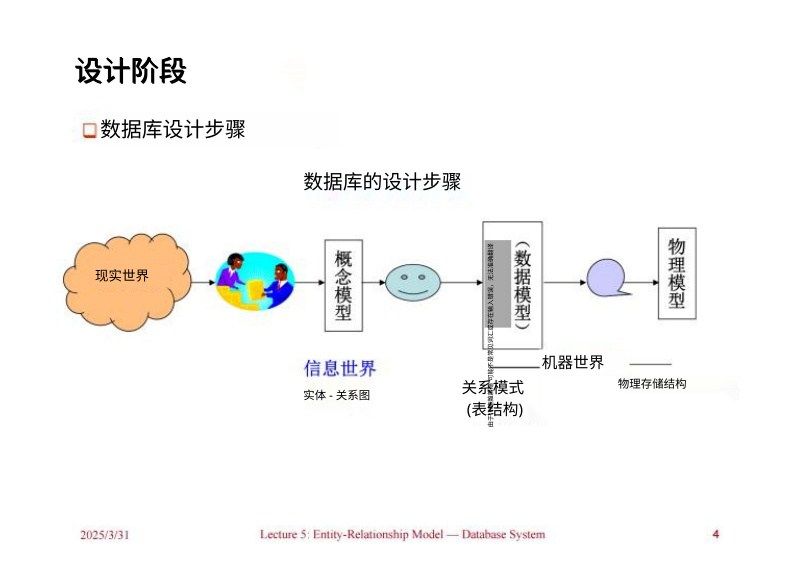 设计阶段
数据库设计步骤
数据库的设计步骤
现实世界
概念模型
(数据模型)
物理模型
信息世界
实体 - 关系图
机器世界
关系模式
(表结构)
物理存储结构
2025/3/31
Lecture 5: Entity-Relationship Model — Database System
4